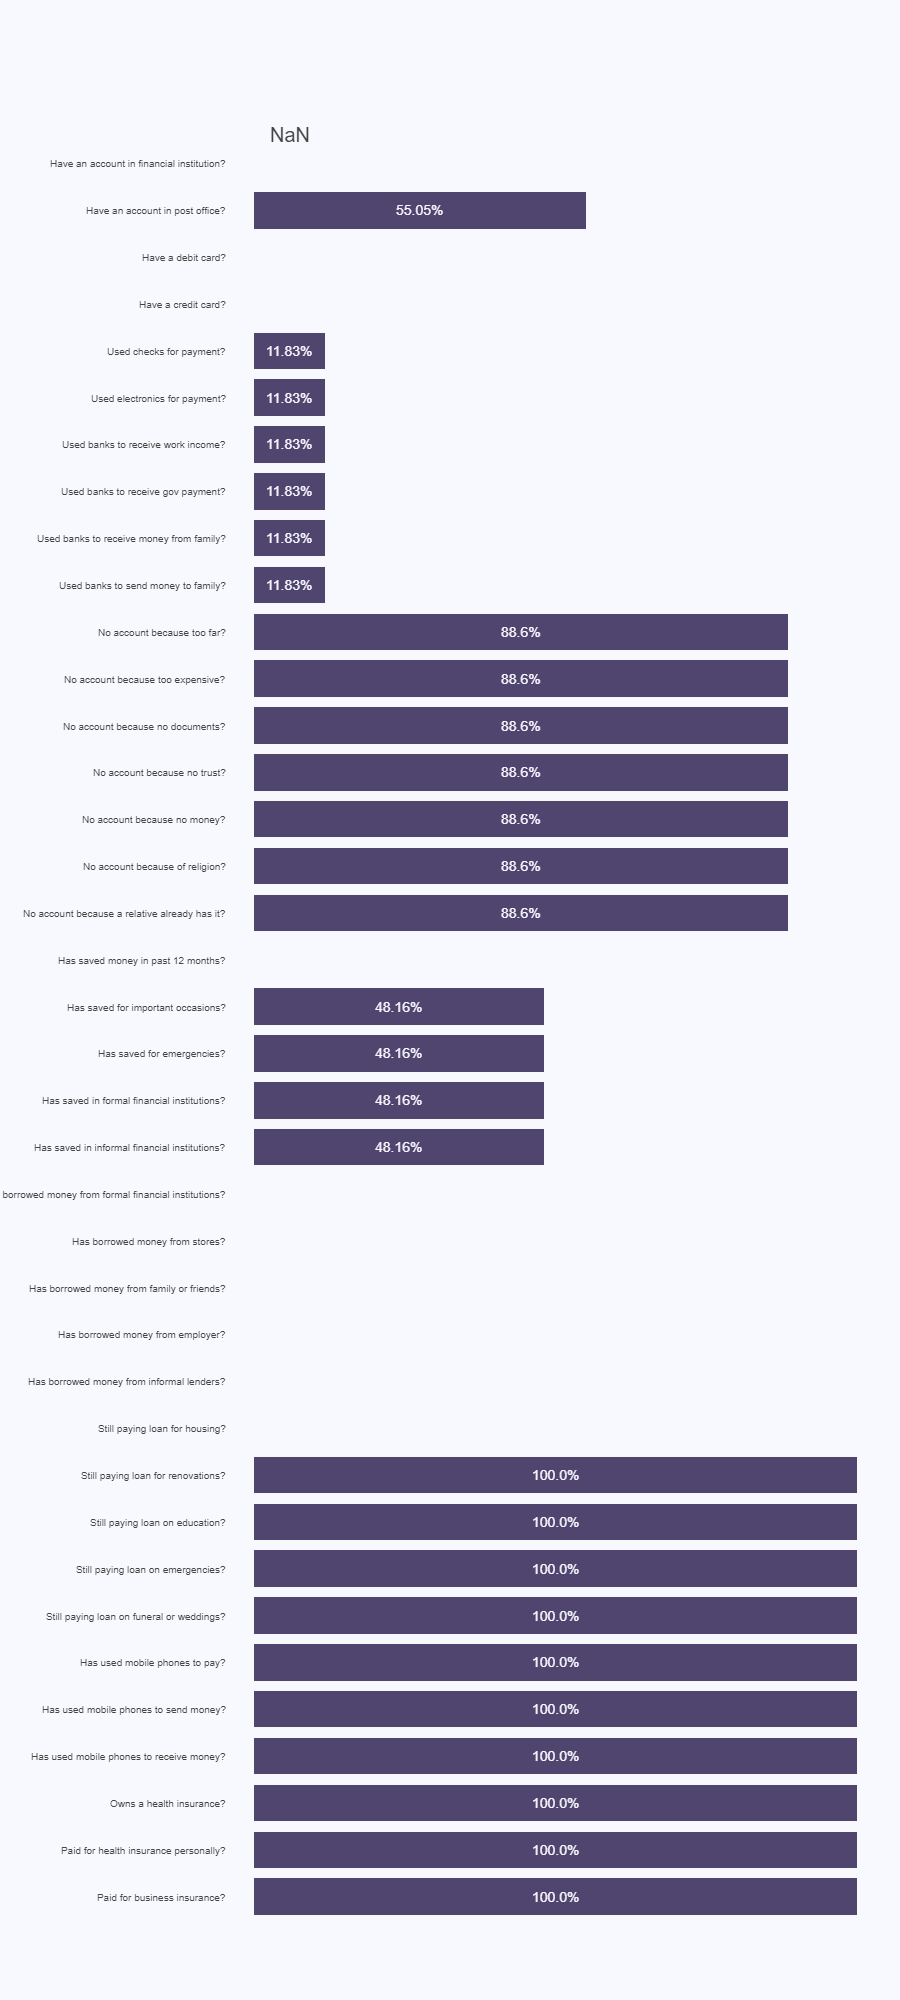 NaN
Have an account in financial institution?
Have an account in post office? 55.05%
Have a debit card?
Have a credit card?
Used checks for payment? 11.83%
Used electronics for payment? 11.83%
Used banks to receive work income? 11.83%
Used banks to receive gov payment? 11.83%
Used banks to receive money from family? 11.83%
Used banks to send money to family? 11.83%
No account because too far? 88.6%
No account because too expensive? 88.6%
No account because no documents? 88.6%
No account because no trust? 88.6%
No account because no money? 88.6%
No account because of religion? 88.6%
No account because a relative already has it? 88.6%
Has saved money in past 12 months?
Has saved for important occasions? 48.16%
Has saved for emergencies? 48.16%
Has saved in formal financial institutions? 48.16%
Has saved in informal financial institutions? 48.16%
borrowed money from formal financial institutions?
Has borrowed money from stores?
Has borrowed money from family or friends?
Has borrowed money from employer?
Has borrowed money from informal lenders?
Still paying loan for housing?
Still paying loan for renovations? 100.0%
Still paying loan on education? 100.0%
Still paying loan on emergencies? 100.0%
Still paying loan on funeral or weddings? 100.0%
Has used mobile phones to pay? 100.0%
Has used mobile phones to send money? 100.0%
Has used mobile phones to receive money? 100.0%
Owns a health insurance? 100.0%
Paid for health insurance personally? 100.0%
Paid for business insurance? 100.0%